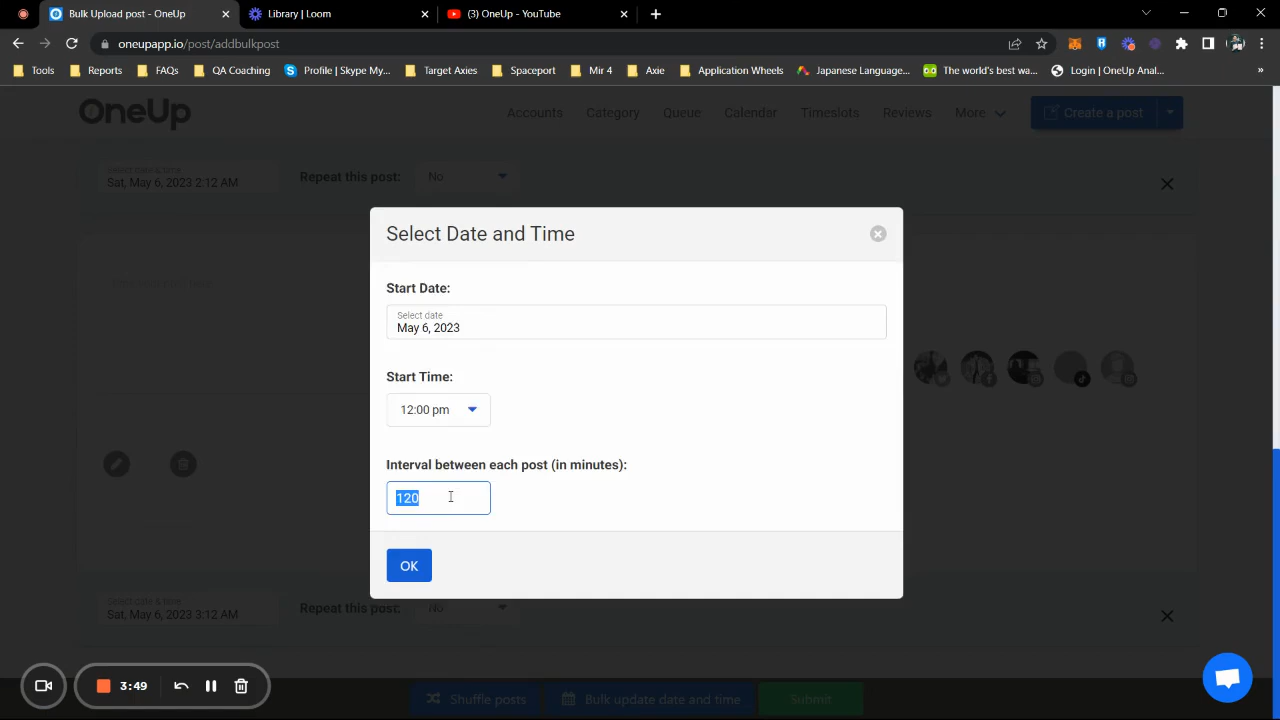 Bulk Upload post - OneUp
Library | Loom
(3) OneUp - YouTube
oneupapp.io/post/addbulkpost
Tools
Reports
FAQs
QA Coaching
Profile | Skype My...
Target Axies
Spaceport
Mir 4
Axie
Application Wheels
Japanese Language...
The world's best wa...
Login | OneUp Anal...
»
OneUp
Accounts
Category
Queue
Calendar
Timeslots
Reviews
More
Create a post
Select date & time
Sat, May 6, 2023 2:12 AM
Repeat this post:
No
Select Date and Time
Start Date:
Select date
May 6, 2023
Start Time:
12:00 pm
Interval between each post (in minutes):
120
OK
Select date & time
Sat, May 6, 2023 3:12 AM
Repeat this post:
No
3:49
Shuffle posts
Bulk update date and time
Submit